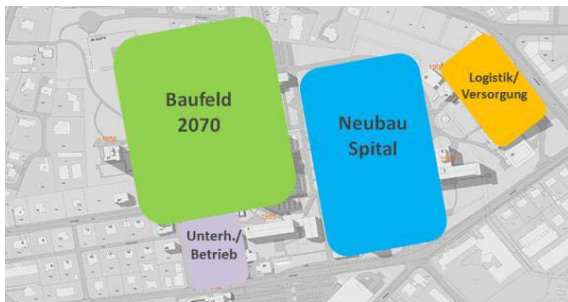 Baufeld
2070
Neubau
Spital
Logistik/
Versorgung
Unterh./
Betrieb